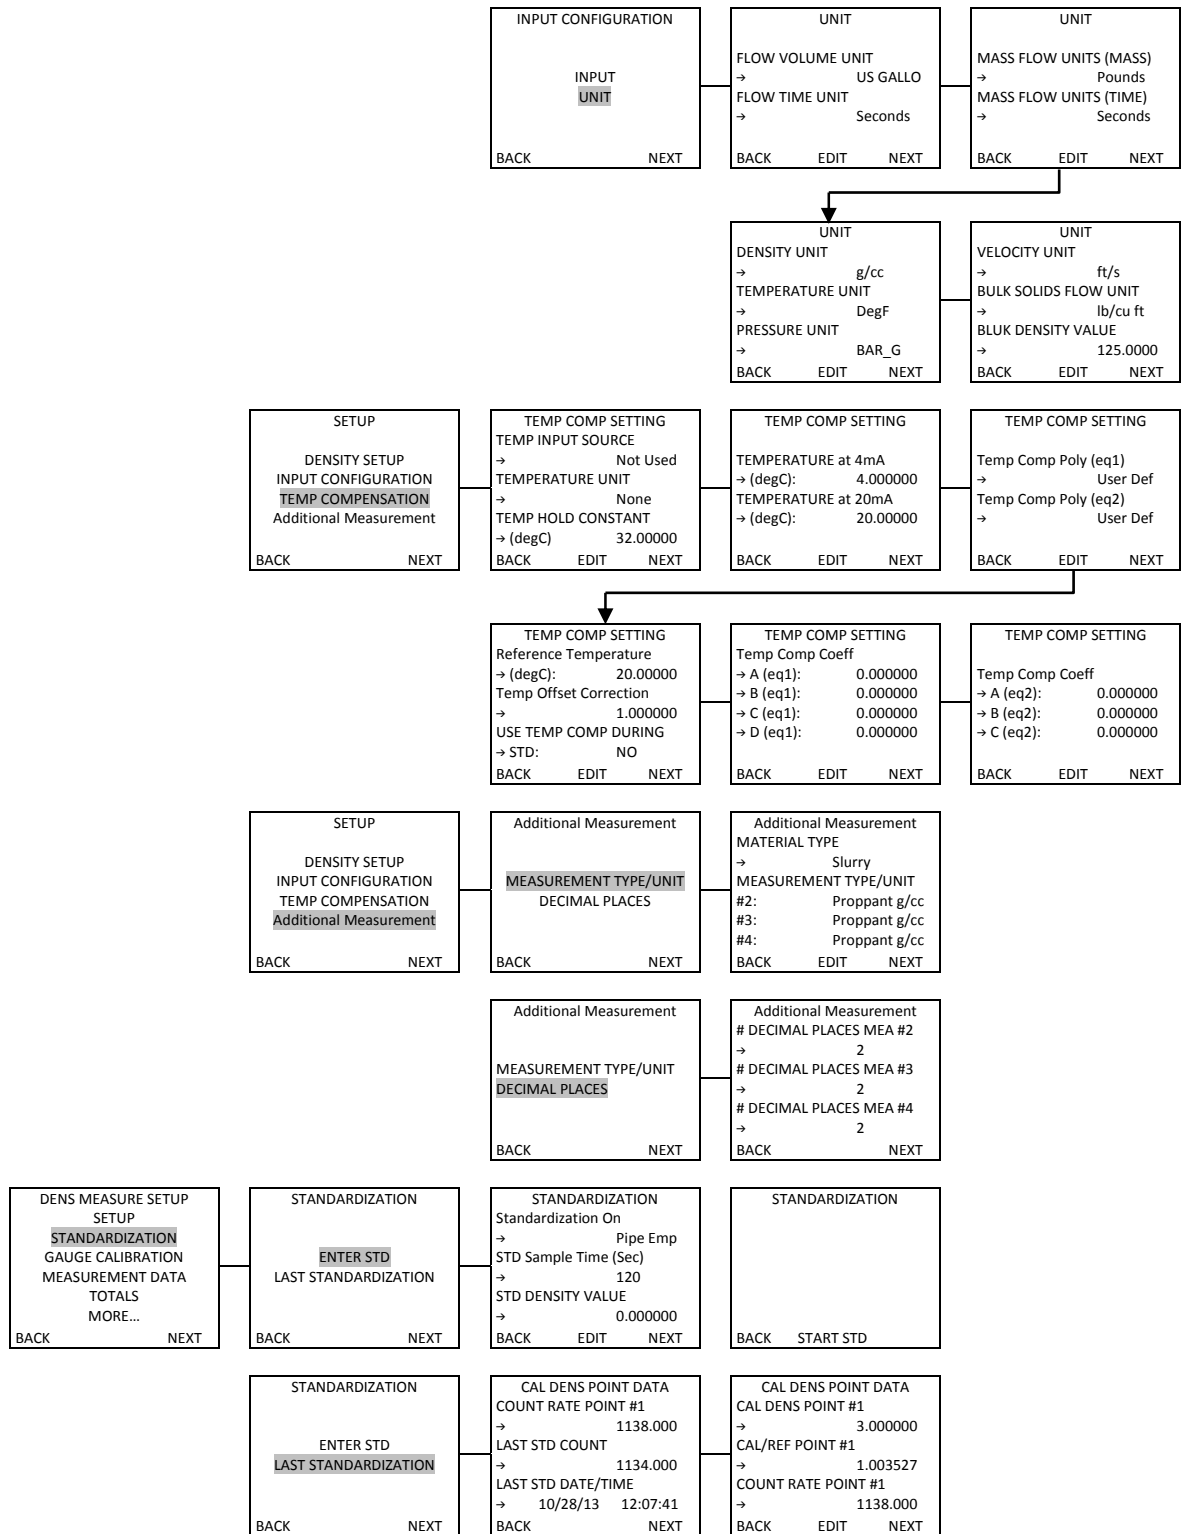 INPUT CONFIGURATION
INPUT
UNIT
BACK NEXT
UNIT
FLOW VOLUME UNIT
→ US GALLO
FLOW TIME UNIT
→ Seconds
BACK EDIT NEXT
UNIT
MASS FLOW UNITS (MASS)
→ Pounds
MASS FLOW UNITS (TIME)
→ Seconds
BACK EDIT NEXT
UNIT
DENSITY UNIT
→ g/cc
TEMPERATURE UNIT
→ DegF
PRESSURE UNIT
→ BAR_G
BACK EDIT NEXT
UNIT
VELOCITY UNIT
→ ft/s
BULK SOLIDS FLOW UNIT
→ lb/cu ft
BLUK DENSITY VALUE
→ 125.0000
BACK EDIT NEXT
SETUP
DENSITY SETUP
INPUT CONFIGURATION
TEMP COMPENSATION
Additional Measurement
BACK NEXT
TEMP COMP SETTING
TEMP INPUT SOURCE
→ Not Used
TEMPERATURE UNIT
→ None
TEMP HOLD CONSTANT
→ (degC) 32.00000
BACK EDIT NEXT
TEMP COMP SETTING
TEMPERATURE at 4mA
→ (degC): 4.000000
TEMPERATURE at 20mA
→ (degC): 20.00000
BACK EDIT NEXT
TEMP COMP SETTING
Temp Comp Poly (eq1)
→ User Def
Temp Comp Poly (eq2)
→ User Def
BACK EDIT NEXT
TEMP COMP SETTING
Reference Temperature
→ (degC): 20.00000
Temp Offset Correction
→ 1.000000
USE TEMP COMP DURING
→ STD: NO
BACK EDIT NEXT
TEMP COMP SETTING
Temp Comp Coeff
→ A (eq1): 0.000000
→ B (eq1): 0.000000
→ C (eq1): 0.000000
→ D (eq1): 0.000000
BACK EDIT NEXT
TEMP COMP SETTING
Temp Comp Coeff
→ A (eq2): 0.000000
→ B (eq2): 0.000000
→ C (eq2): 0.000000
BACK EDIT NEXT
SETUP
DENSITY SETUP
INPUT CONFIGURATION
TEMP COMPENSATION
Additional Measurement
BACK NEXT
Additional Measurement
MEASUREMENT TYPE/UNIT
DECIMAL PLACES
BACK NEXT
Additional Measurement
MATERIAL TYPE
→ Slurry
MEASUREMENT TYPE/UNIT
#2: Proppant g/cc
#3: Proppant g/cc
#4: Proppant g/cc
BACK EDIT NEXT
Additional Measurement
MEASUREMENT TYPE/UNIT
DECIMAL PLACES
BACK NEXT
Additional Measurement
# DECIMAL PLACES MEA #2
→ 2
# DECIMAL PLACES MEA #3
→ 2
# DECIMAL PLACES MEA #4
→ 2
BACK NEXT
DENS MEASURE SETUP
SETUP
STANDARDIZATION
GAUGE CALIBRATION
MEASUREMENT DATA
TOTALS
MORE…
BACK NEXT
STANDARDIZATION
ENTER STD
LAST STANDARDIZATION
BACK NEXT
STANDARDIZATION
Standardization On
→ Pipe Emp
STD Sample Time (Sec)
→ 120
STD DENSITY VALUE
→ 0.000000
BACK EDIT NEXT
STANDARDIZATION
BACK START STD
STANDARDIZATION
ENTER STD
LAST STANDARDIZATION
BACK NEXT
CAL DENS POINT DATA
COUNT RATE POINT #1
→ 1138.000
LAST STD COUNT
→ 1134.000
LAST STD DATE/TIME
→ 10/28/13 12:07:41
BACK NEXT
CAL DENS POINT DATA
CAL DENS POINT #1
→ 3.000000
CAL/REF POINT #1
→ 1.003527
COUNT RATE POINT #1
→ 1138.000
BACK EDIT NEXT